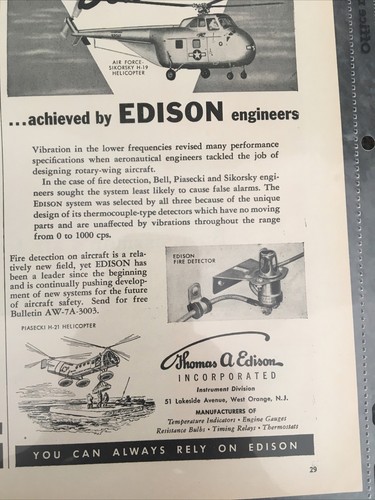 AIR FORCE-
SIKORSKY H-19
HELICOPTER
...achieved by EDISON engineers
Vibration in the lower frequencies revised many performance
specifications when aeronautical engineers tackled the job of
designing rotary-wing aircraft.
In the case of fire detection, Bell, Piasecki and Sikorsky engi-
neers sought the system least likely to cause false alarms. The
EDISON system was selected by all three because of the unique
design of its thermocouple-type detectors which have no moving
parts and are unaffected by vibrations throughout the range
from 0 to 1000 cps.
Fire detection on aircraft is a rela-
tively new field, yet EDISON has
been a leader since the beginning
and is continually pushing develop-
ment of new systems for the future
of aircraft safety. Send for free
Bulletin AW-7A-3003.
EDISON
FIRE DETECTOR
PIASECKI H-21 HELICOPTER
Thomas A Edison
INCORPORATED
Instrument Division
51 Lakeside Avenue, West Orange, N.J.
MANUFACTURERS OF
Temperature Indicators • Engine Gauges
Resistance Bulbs • Timing Relays • Thermostats
YOU CAN ALWAYS RELY ON EDISON
29